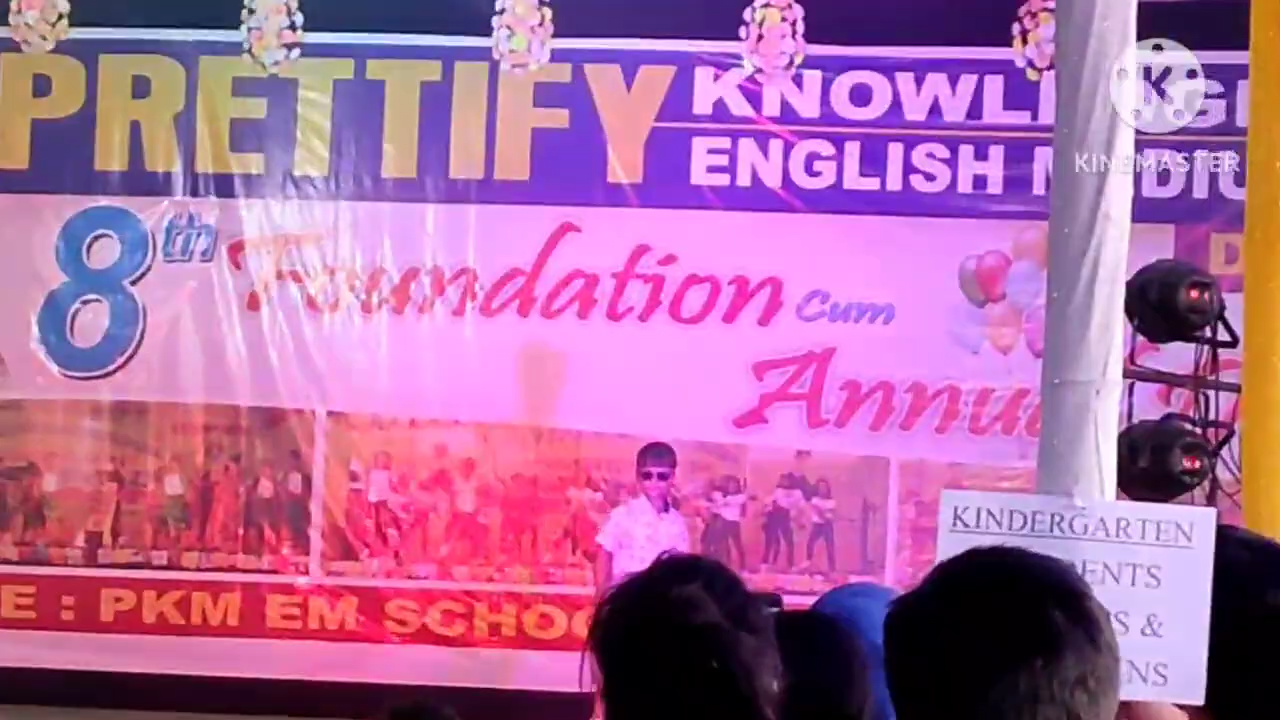 PRETTIFY
KNOWL
ENGLISH
8th Foundation Cum
Annu
E : PKM EM SCHOO
KINDERGARTEN
ENTS
S &
NS
K
KINEMASTER